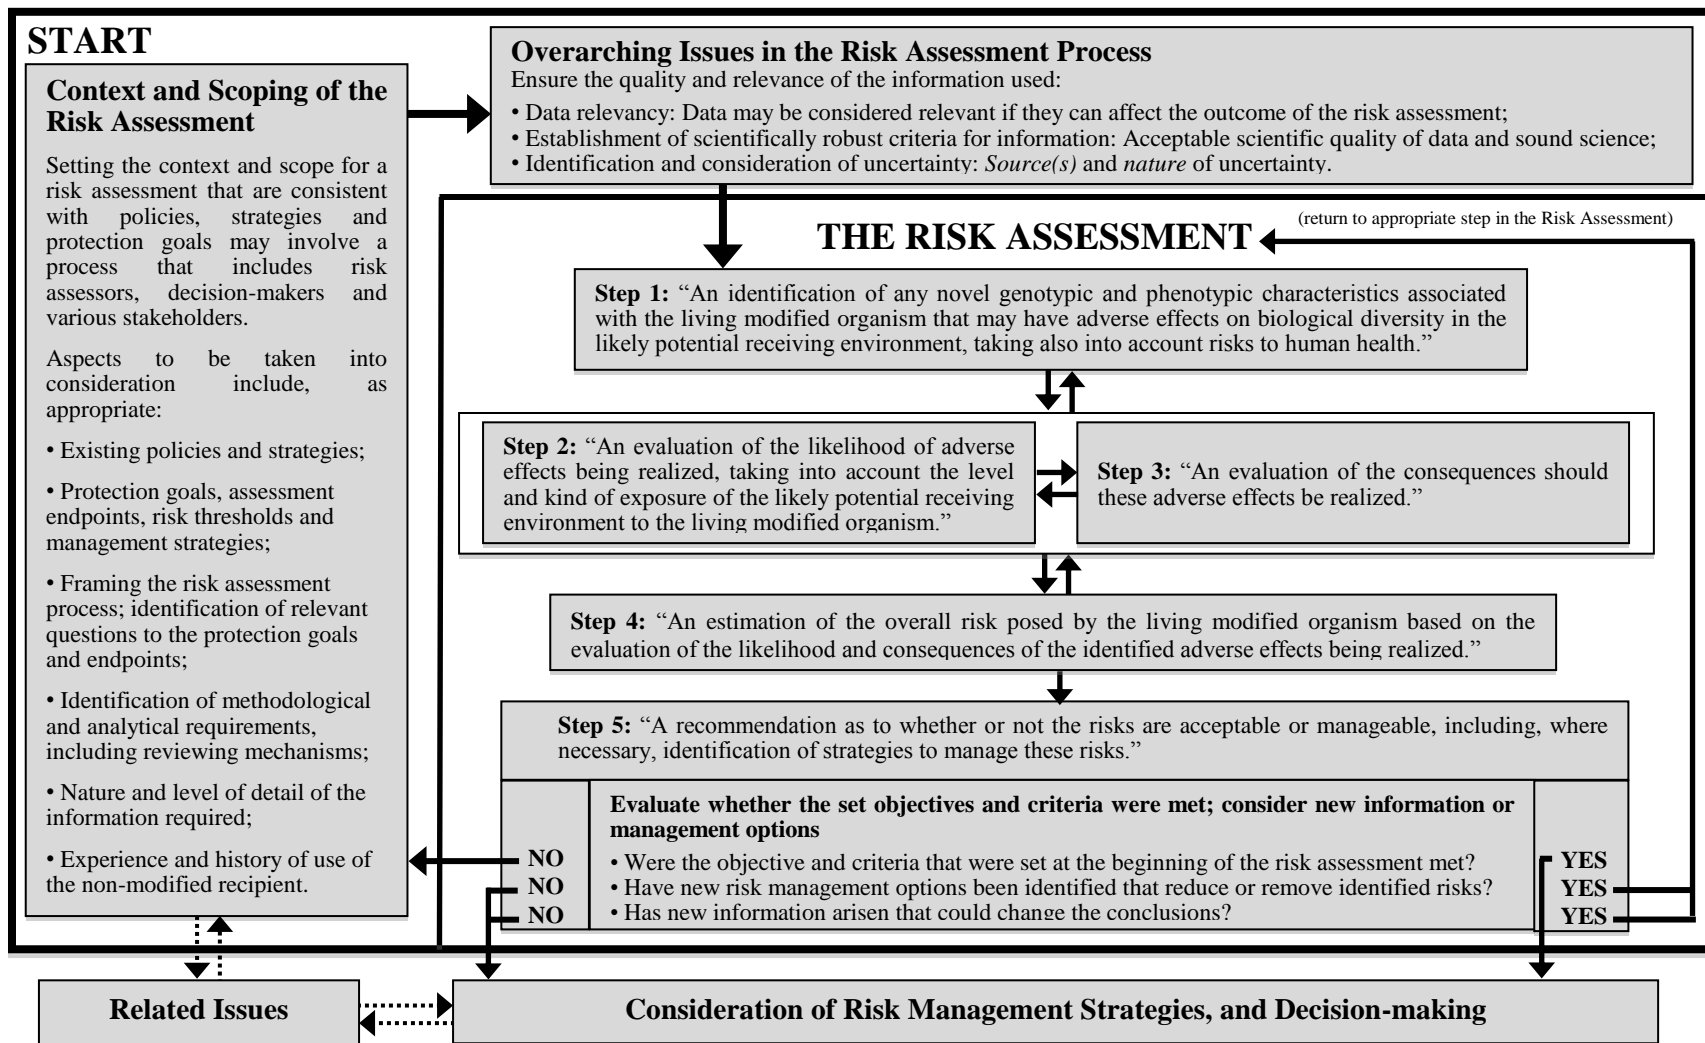 START
Context and Scoping of the
Risk Assessment
Setting the context and scope for a
risk assessment that are consistent
with policies, strategies and
protection goals may involve a
process that includes risk
assessors, decision-makers and
various stakeholders.
Aspects to be taken into
consideration include, as
appropriate:
• Existing policies and strategies;
• Protection goals, assessment
endpoints, risk thresholds and
management strategies;
• Framing the risk assessment
process; identification of relevant
questions to the protection goals
and endpoints;
• Identification of methodological
and analytical requirements,
including reviewing mechanisms;
• Nature and level of detail of the
information required;
• Experience and history of use of
the non-modified recipient.
Overarching Issues in the Risk Assessment Process
Ensure the quality and relevance of the information used:
• Data relevancy: Data may be considered relevant if they can affect the outcome of the risk assessment;
• Establishment of scientifically robust criteria for information: Acceptable scientific quality of data and sound science;
• Identification and consideration of uncertainty: Source(s) and nature of uncertainty.
THE RISK ASSESSMENT
(return to appropriate step in the Risk Assessment)
Step 1: “An identification of any novel genotypic and phenotypic characteristics associated
with the living modified organism that may have adverse effects on biological diversity in the
likely potential receiving environment, taking also into account risks to human health.”
Step 2: “An evaluation of the likelihood of adverse
effects being realized, taking into account the level
and kind of exposure of the likely potential receiving
environment to the living modified organism.”
Step 3: “An evaluation of the consequences should
these adverse effects be realized.”
Step 4: “An estimation of the overall risk posed by the living modified organism based on the
evaluation of the likelihood and consequences of the identified adverse effects being realized.”
Step 5: “A recommendation as to whether or not the risks are acceptable or manageable, including, where
necessary, identification of strategies to manage these risks.”
Evaluate whether the set objectives and criteria were met; consider new information or
management options
NO • Were the objective and criteria that were set at the beginning of the risk assessment met? YES
NO • Have new risk management options been identified that reduce or remove identified risks? YES
NO • Has new information arisen that could change the conclusions? YES
Related Issues
Consideration of Risk Management Strategies, and Decision-making